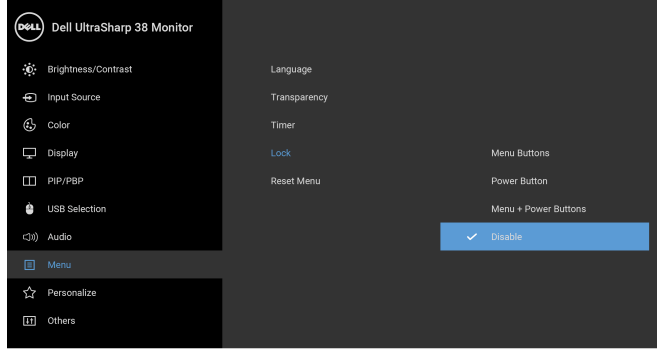 DELL
Dell UltraSharp 38 Monitor
Brightness/Contrast
Input Source
Color
Display
PIP/PBP
USB Selection
Audio
Menu
Personalize
Others
Language
Transparency
Timer
Lock
Reset Menu
Menu Buttons
Power Button
Menu + Power Buttons
Disable